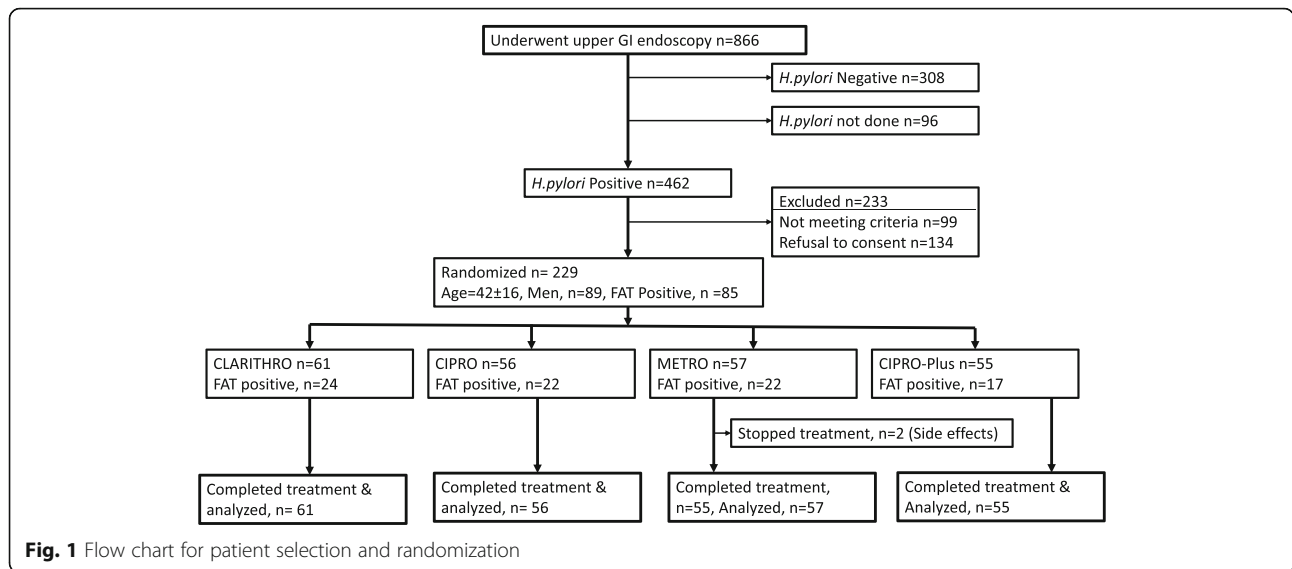 Underwent upper GI endoscopy n=866
H.pylori Negative n=308
H.pylori not done n=96
H.pylori Positive n=462
Excluded n=233
Not meeting criteria n=99
Refusal to consent n=134
Randomized n= 229
Age=42±16, Men, n=89, FAT Positive, n =85
CLARITHRO n=61
FAT positive, n=24
CIPRO n=56
FAT positive, n=22
METRO n=57
FAT positive, n=22
CIPRO-Plus n=55
FAT positive, n=17
Stopped treatment, n=2 (Side effects)
Completed treatment &
analyzed, n= 61
Completed treatment &
analyzed, n= 56
Completed treatment,
n=55, Analyzed, n=57
Completed treatment &
Analyzed, n=55
Fig. 1 Flow chart for patient selection and randomization